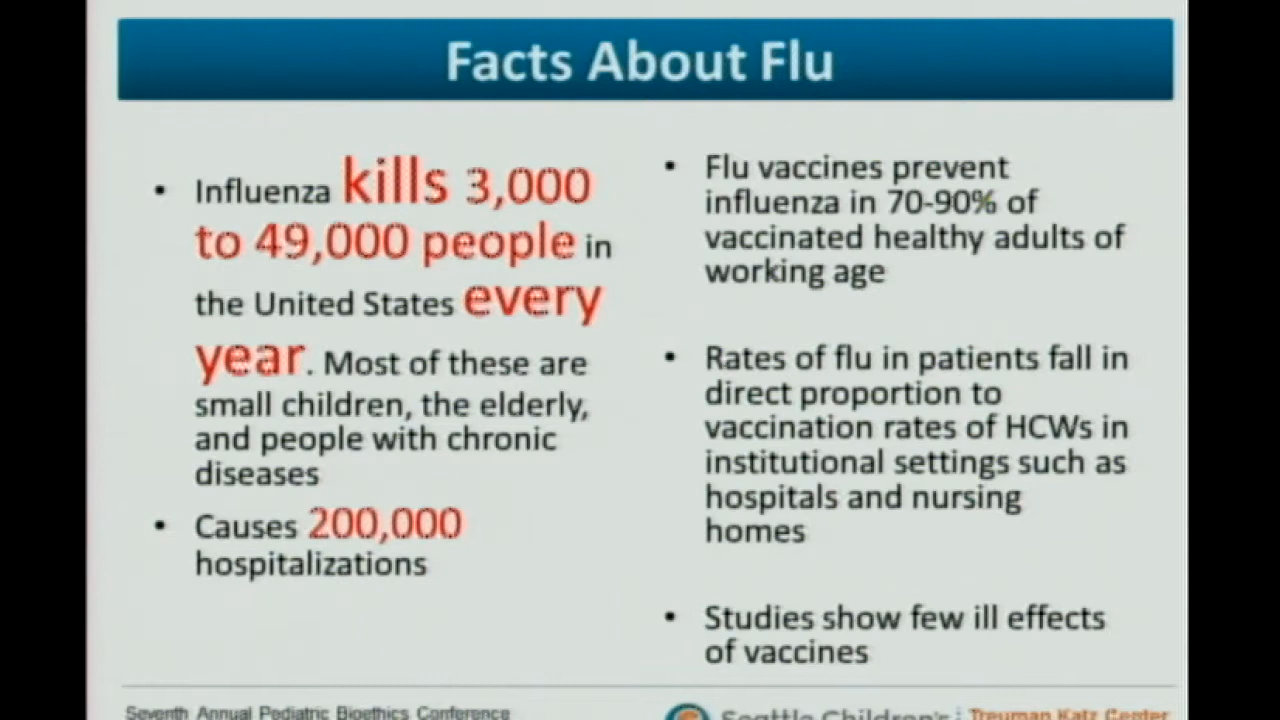 Facts About Flu
• Influenza kills 3,000
to 49,000 people in
the United States every
year. Most of these are
small children, the elderly,
and people with chronic
diseases
• Causes 200,000
hospitalizations
• Flu vaccines prevent
influenza in 70-90% of
vaccinated healthy adults of
working age
• Rates of flu in patients fall in
direct proportion to
vaccination rates of HCWs in
institutional settings such as
hospitals and nursing
homes
• Studies show few ill effects
of vaccines
Seventh Annual Pediatric Bioethics Conference
Seattle Children's
Treuman Katz Center